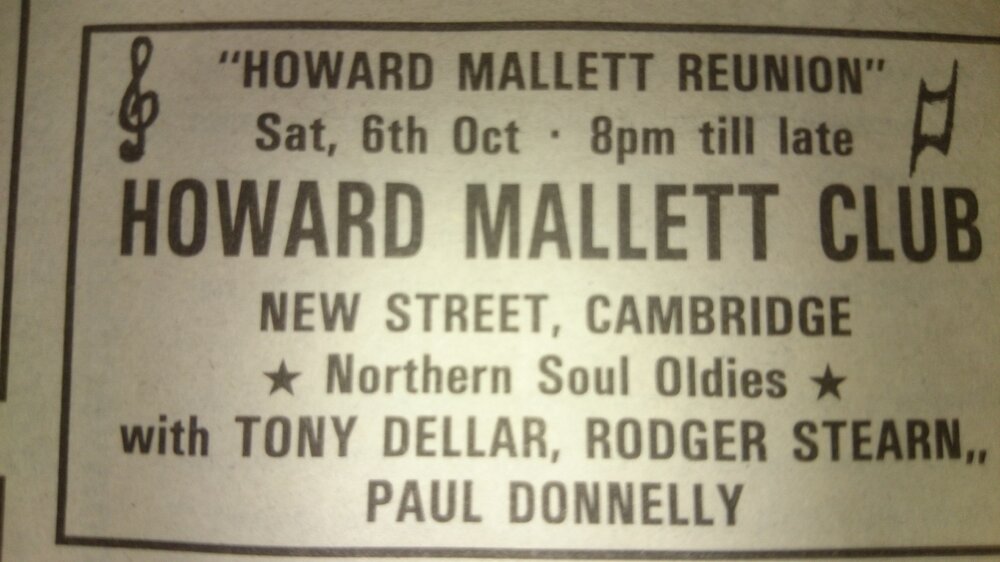 "HOWARD MALLETT REUNION"
Sat, 6th Oct · 8pm till late
HOWARD MALLETT CLUB
NEW STREET, CAMBRIDGE
★ Northern Soul Oldies ★
with TONY DELLAR, RODGER STEARN,,
PAUL DONNELLY